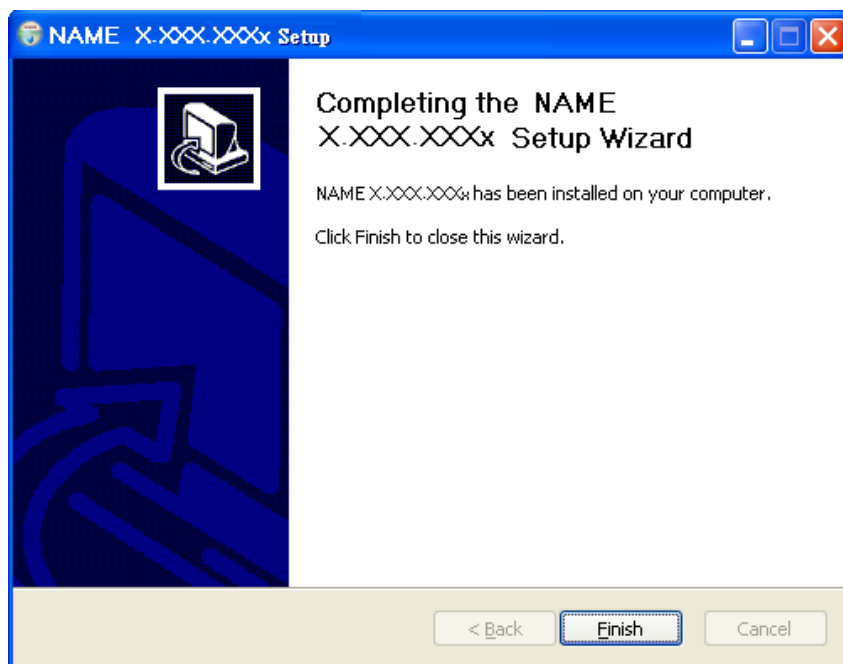 NAME X.XXX.XXXx Setup
Completing the NAME
X.XXX.XXXx Setup Wizard
NAME X.XXX.XXXx has been installed on your computer.
Click Finish to close this wizard.
< Back Finish Cancel